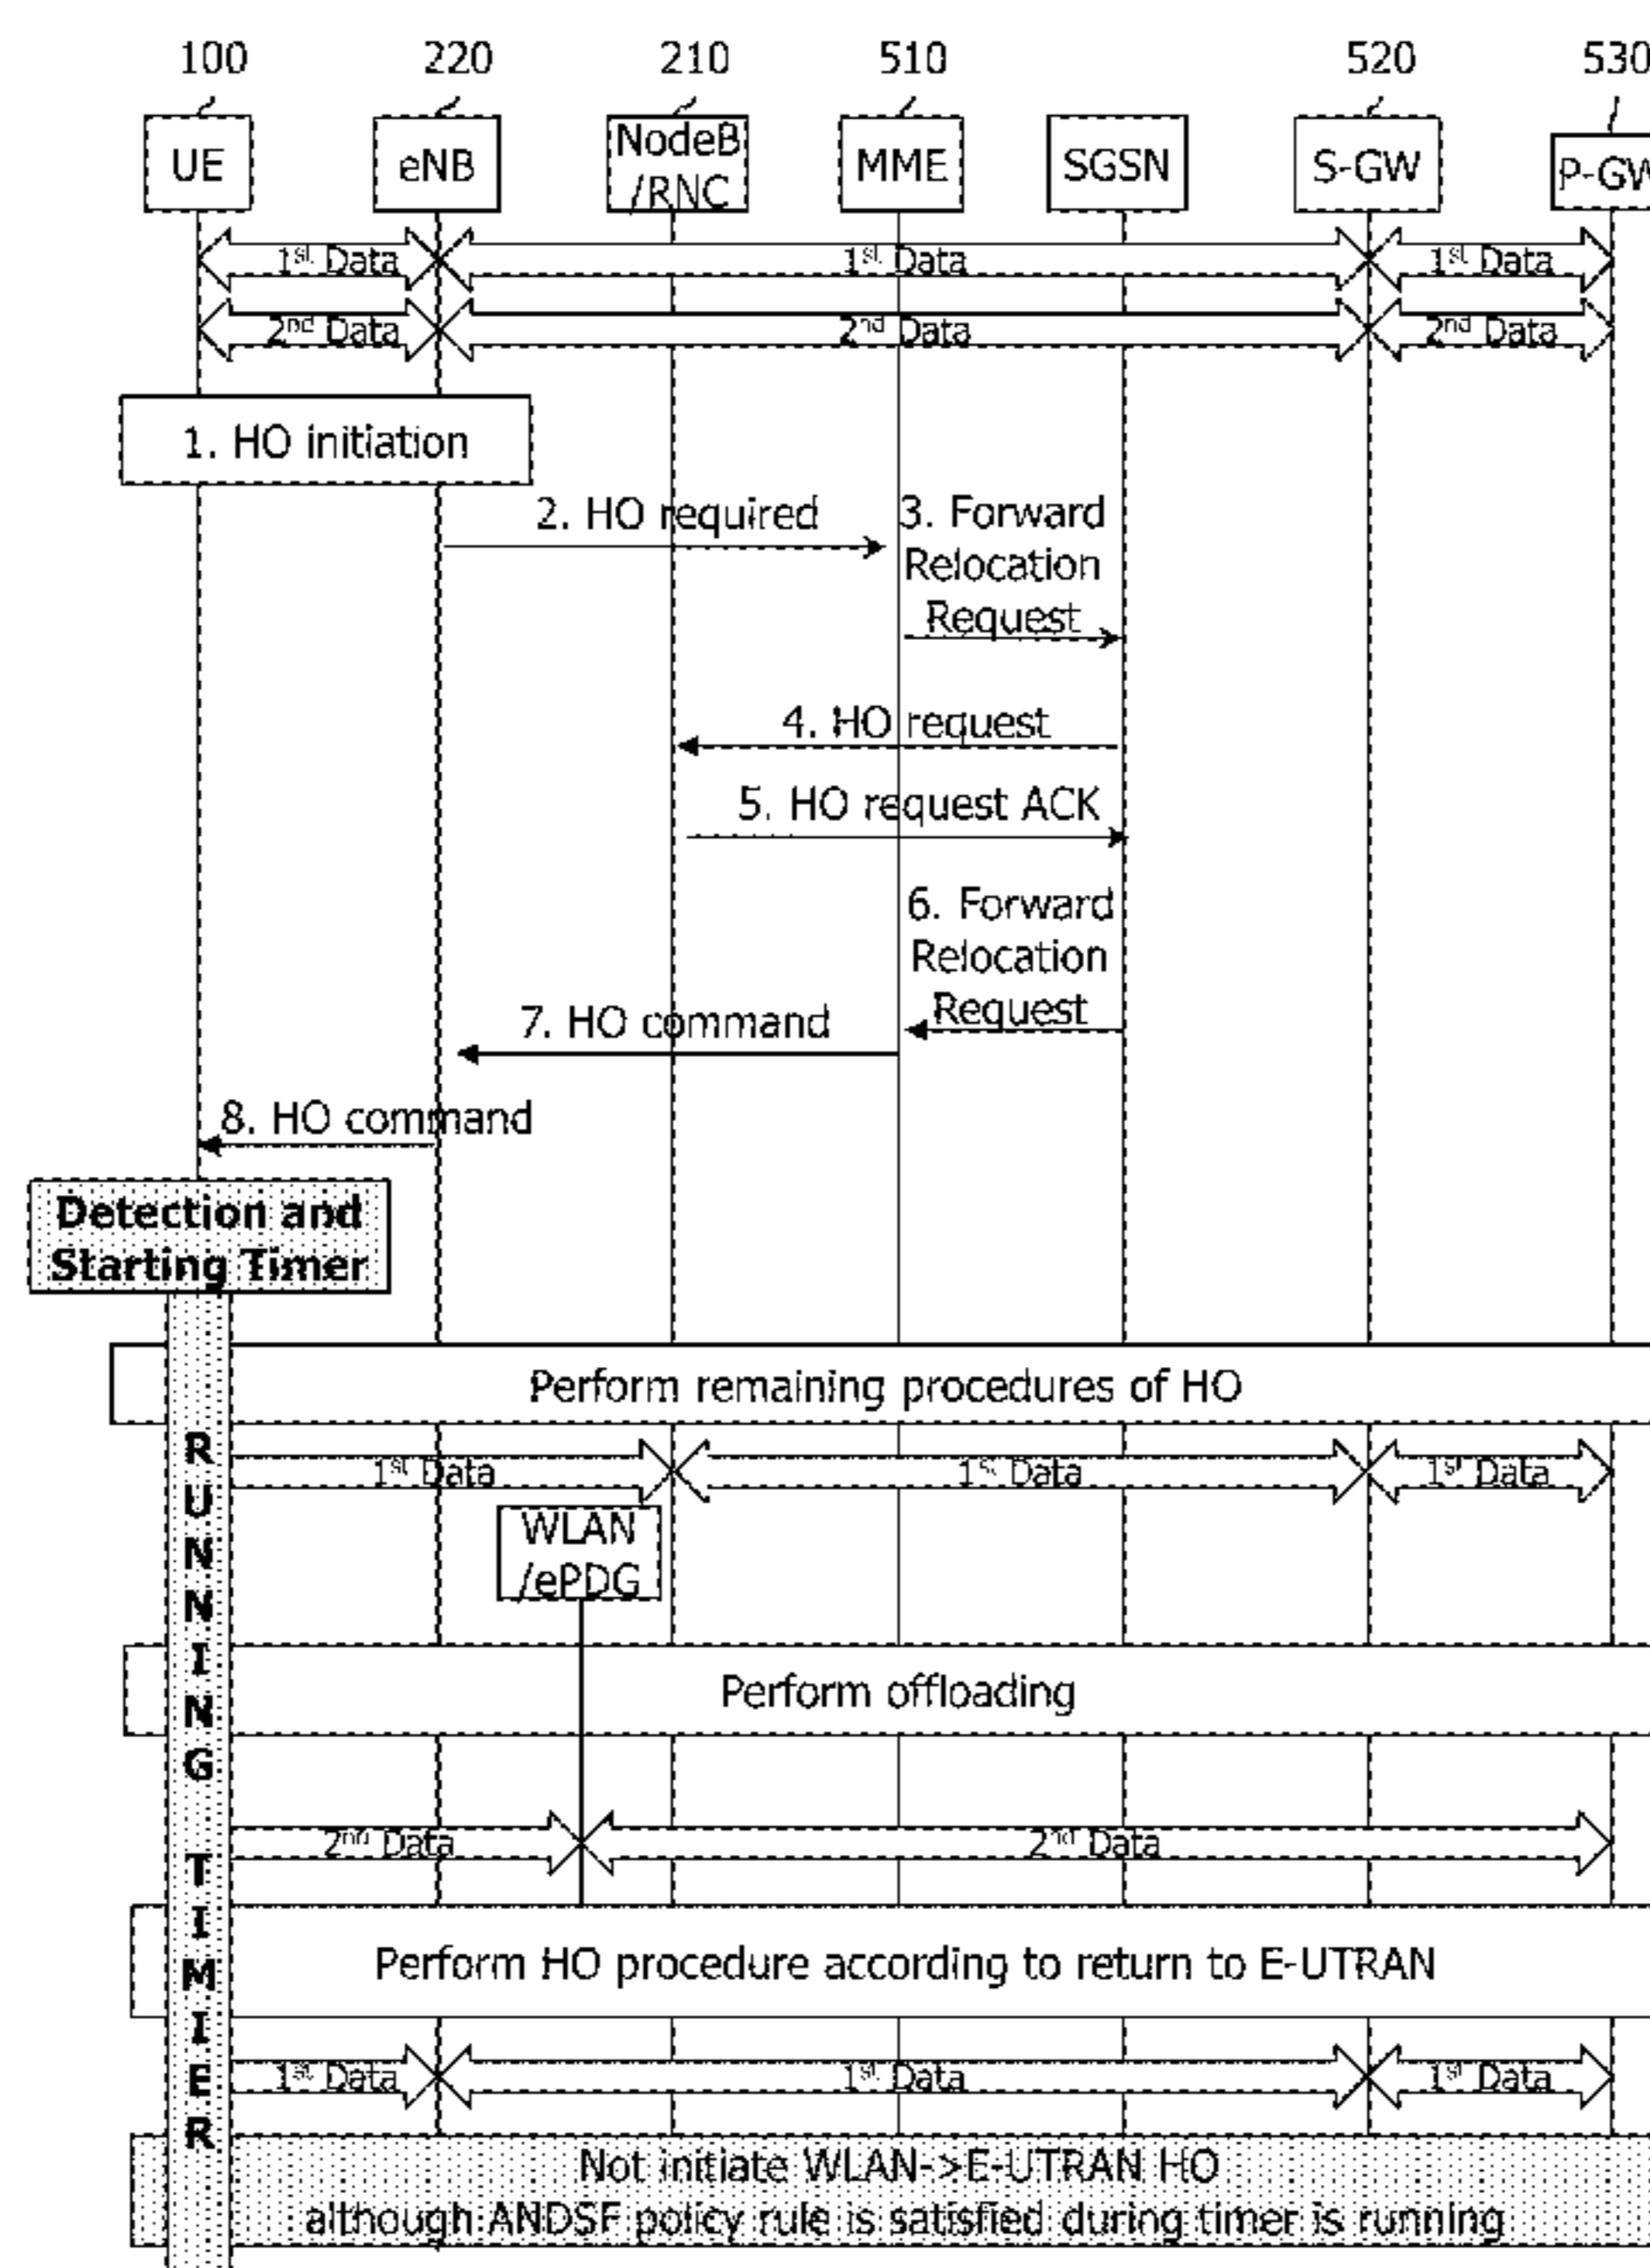 100 220 210 510 520 530
UE eNB NodeB /RNC MME SGSN S-GW P-GW
1st Data 1st Data 1st Data
2nd Data 2nd Data 2nd Data
1. HO initiation
2. HO required
3. Forward
Relocation
Request
4. HO request
5. HO request ACK
6. Forward
Relocation
Request
7. HO command
8. HO command
Detection and
Starting Timer
RUNNING TIMIER
Perform remaining procedures of HO
1st Data 1st Data 1st Data
WLAN
/ePDG
Perform offloading
2nd Data 2nd Data
Perform HO procedure according to return to E-UTRAN
1st Data 1st Data 1st Data
Not initiate WLAN->E-UTRAN HO
although ANDSF policy rule is satisfied during timer is running